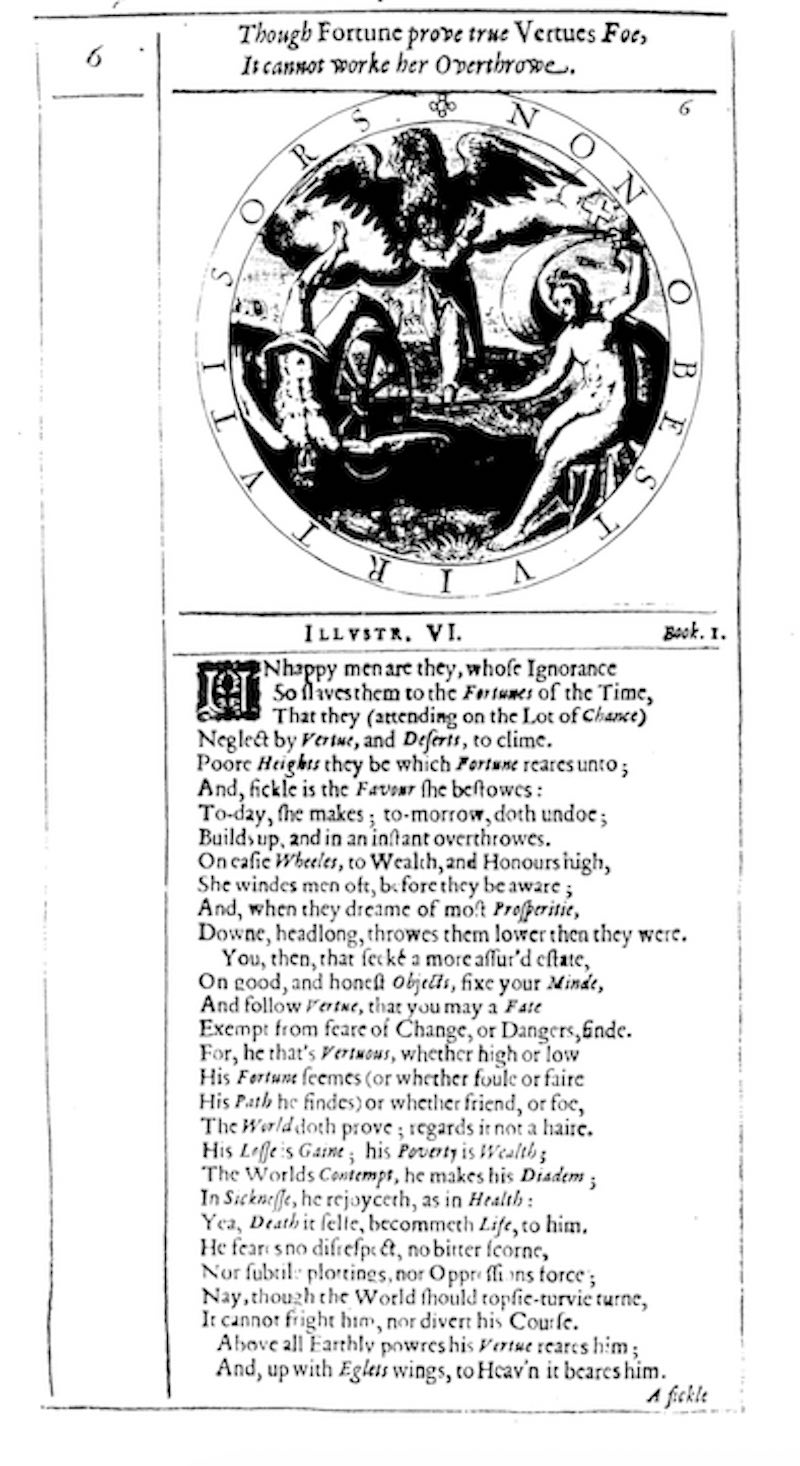 Though Fortune prove true Vertues Foe,
It cannot worke her Overthrowe.
6
6
NON OBEST VIRTVTI SORS
ILLVSTR. VI.
Book. 1.
VNhappy men are they, whoſe Ignorance
So ſlaves them to the Fortunes of the Time,
That they (attending on the Lot of Chance)
Neglect by Vertue, and Deſerts, to clime.
Poore Heights they be which Fortune reares unto;
And, fickle is the Favour ſhe beſtowes:
To-day, ſhe makes; to-morrow, doth undoe;
Builds up, and in an inſtant overthrowes.
On eaſie Wheeles, to Wealth, and Honours high,
She windes men oft, before they be aware;
And, when they dreame of moſt Proſperitie,
Downe, headlong, throwes them lower then they were.
You, then, that ſeeke a more aſſur'd eſtate,
On good, and honeſt Objects, fixe your Minde,
And follow Vertue, that you may a Fate
Exempt from feare of Change, or Dangers, finde.
For, he that's Vertuous, whether high or low
His Fortune ſeemes (or whether foule or faire
His Path he findes) or whether friend, or foe,
The World doth prove; regards it not a haire.
His Loſſe is Gaine; his Poverty is Wealth;
The Worlds Contempt, he makes his Diadem;
In Sickneſſe, he rejoyceth, as in Health:
Yea, Death it ſelfe, becommeth Life, to him.
He feares no diſreſpect, no bitter ſcorne,
Nor ſubtile plottings, nor Oppreſſions force;
Nay, though the World ſhould topſie-turvie turne,
It cannot fright him, nor divert his Courſe.
Above all Earthly powres his Vertue reares him;
And, up with Eglets wings, to Heav'n it beares him.
A fickle